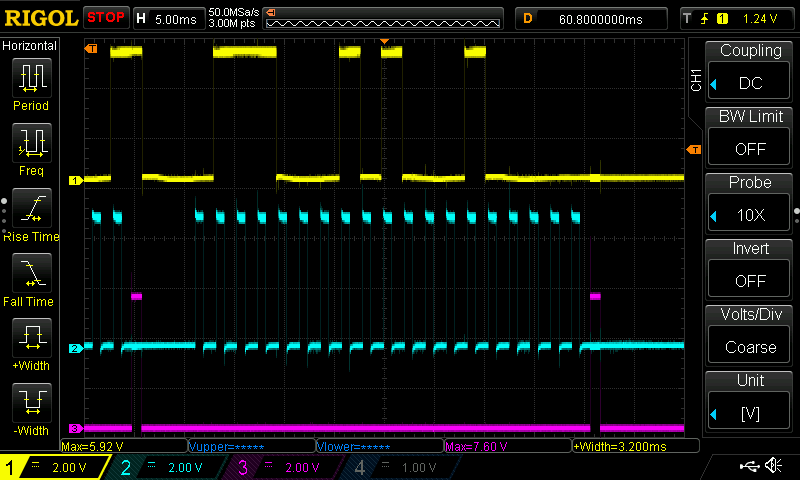 RIGOL STOP H 5.00ms 50.0MSa/s 3.00M pts D 60.8000000ms T 1 1.24 V
Horizontal
Period
Freq
Rise Time
Fall Time
+Width
-Width
T
T
1
2
3
CH1
Coupling
DC
BW Limit
OFF
Probe
10X
Invert
OFF
Volts/Div
Coarse
Unit
[V]
Max=5.92 V Vupper=***** Vlower=***** Max=7.60 V +Width=3.200ms
1 2.00 V 2 2.00 V 3 2.00 V 4 1.00 V